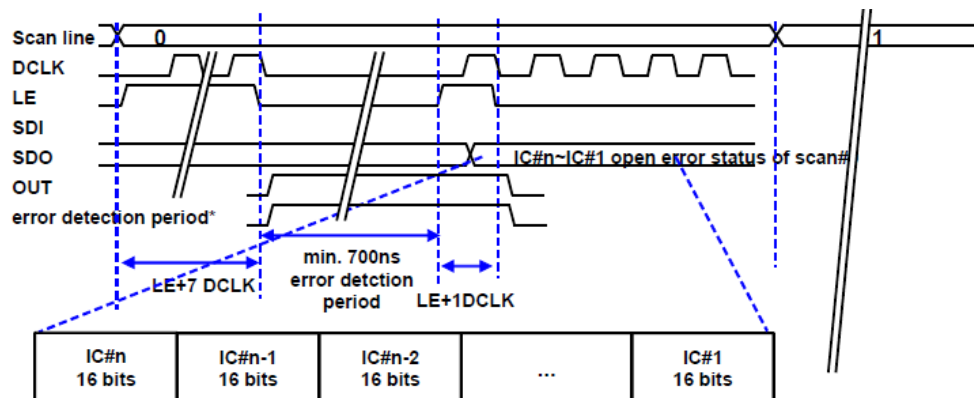 Scan line 0 1
DCLK
LE
SDI
SDO IC#n~IC#1 open error status of scan#
OUT
error detection period*
min. 700ns
error detction
period
LE+7 DCLK
LE+1DCLK
IC#n
16 bits
IC#n-1
16 bits
IC#n-2
16 bits
...
IC#1
16 bits